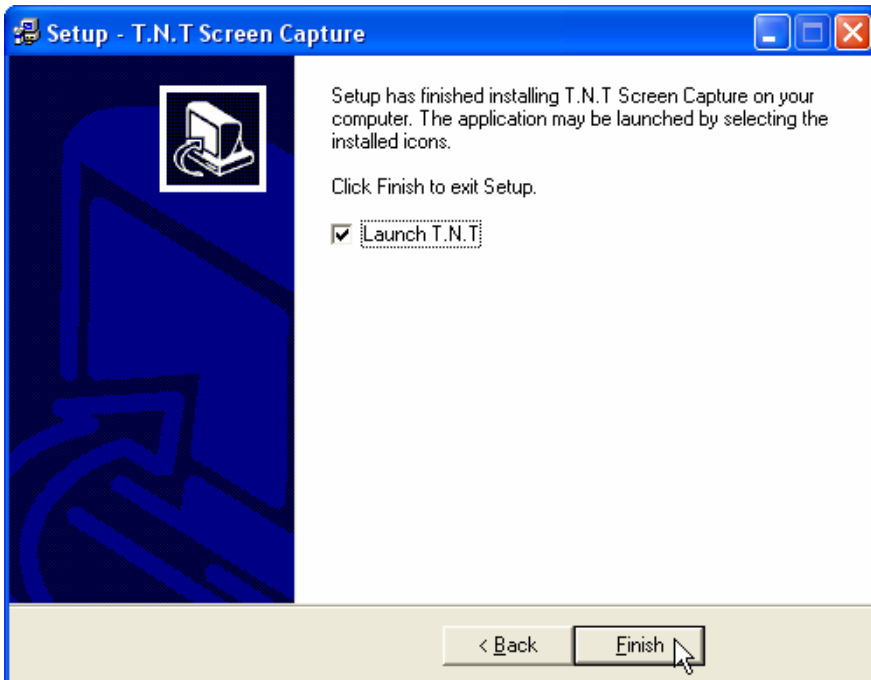 Setup - T.N.T Screen Capture
Setup has finished installing T.N.T Screen Capture on your
computer. The application may be launched by selecting the
installed icons.
Click Finish to exit Setup.
Launch T.N.T
< Back
Finish